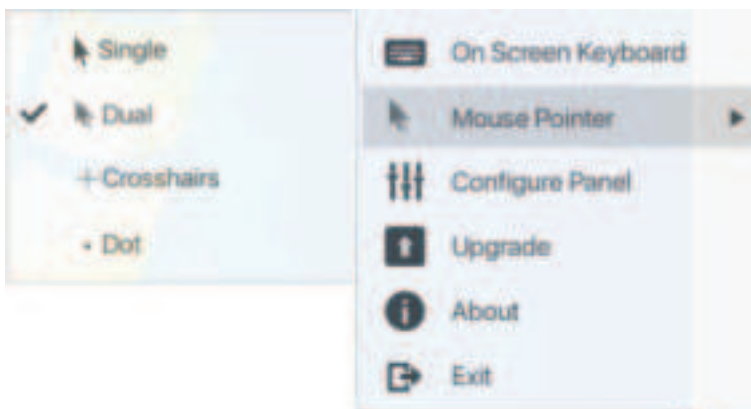 Single
Dual
Crosshairs
Dot
On Screen Keyboard
Mouse Pointer
Configure Panel
Upgrade
About
Exit